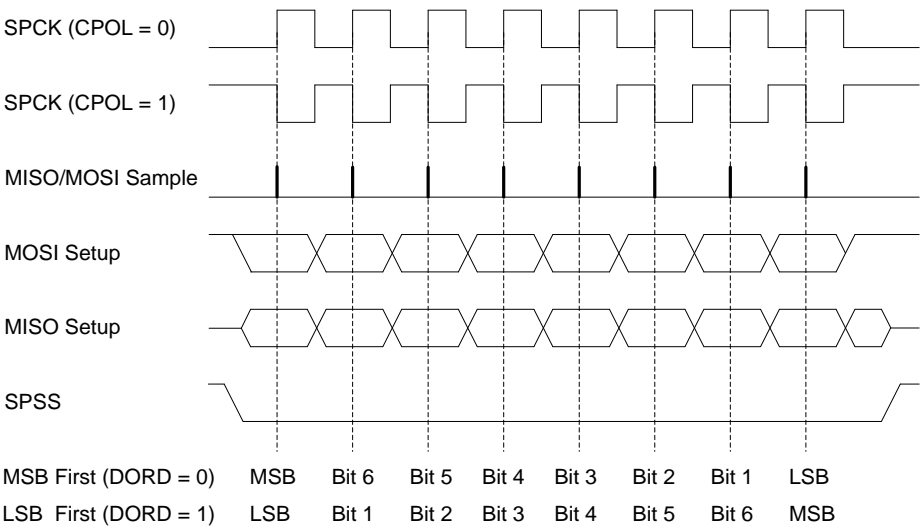 SPCK (CPOL = 0)
SPCK (CPOL = 1)
MISO/MOSI Sample
MOSI Setup
MISO Setup
SPSS
MSB First (DORD = 0) MSB Bit 6 Bit 5 Bit 4 Bit 3 Bit 2 Bit 1 LSB
LSB First (DORD = 1) LSB Bit 1 Bit 2 Bit 3 Bit 4 Bit 5 Bit 6 MSB